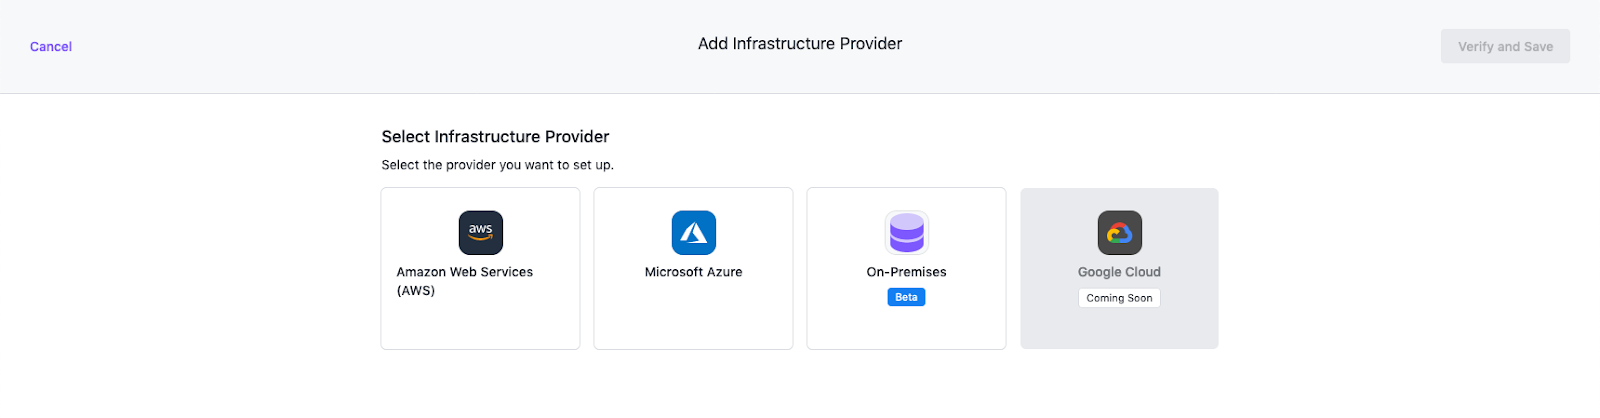 Cancel
Add Infrastructure Provider
Verify and Save
Select Infrastructure Provider
Select the provider you want to set up.
aws
Amazon Web Services
(AWS)
Microsoft Azure
On-Premises
Beta
Google Cloud
Coming Soon